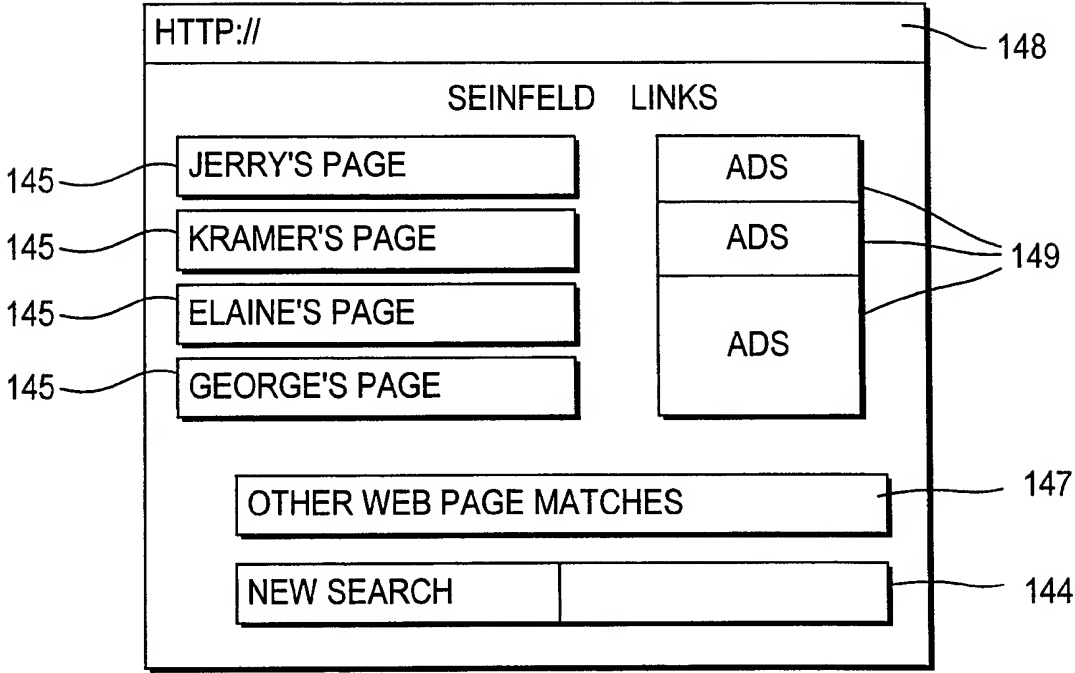 HTTP://
148
SEINFELD LINKS
145
JERRY'S PAGE
145
KRAMER'S PAGE
145
ELAINE'S PAGE
145
GEORGE'S PAGE
ADS
ADS
ADS
149
OTHER WEB PAGE MATCHES
147
NEW SEARCH
144